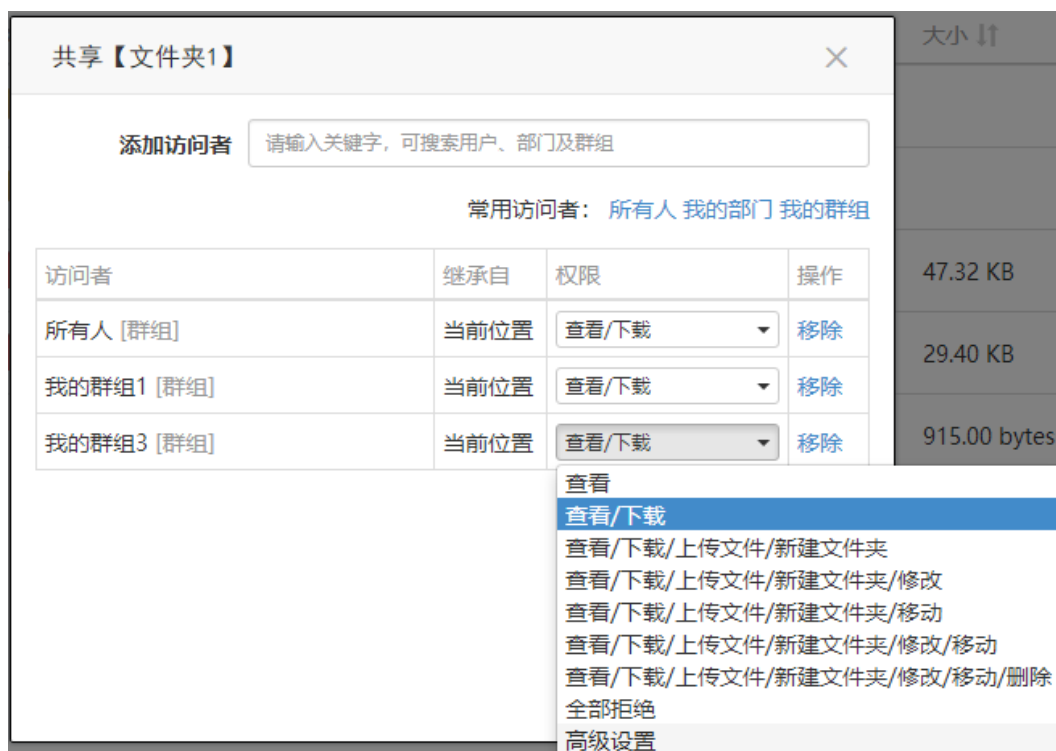 共享【文件夹1】
大小
添加访问者 请输入关键字，可搜索用户、部门及群组
常用访问者： 所有人 我的部门 我的群组
访问者 继承自 权限 操作
47.32 KB
所有人 [群组] 当前位置 查看/下载 移除
29.40 KB
我的群组1 [群组] 当前位置 查看/下载 移除
我的群组3 [群组] 当前位置 查看/下载 移除
915.00 bytes
查看
查看/下载
查看/下载/上传文件/新建文件夹
查看/下载/上传文件/新建文件夹/修改
查看/下载/上传文件/新建文件夹/移动
查看/下载/上传文件/新建文件夹/修改/移动
查看/下载/上传文件/新建文件夹/修改/移动/删除
全部拒绝
高级设置